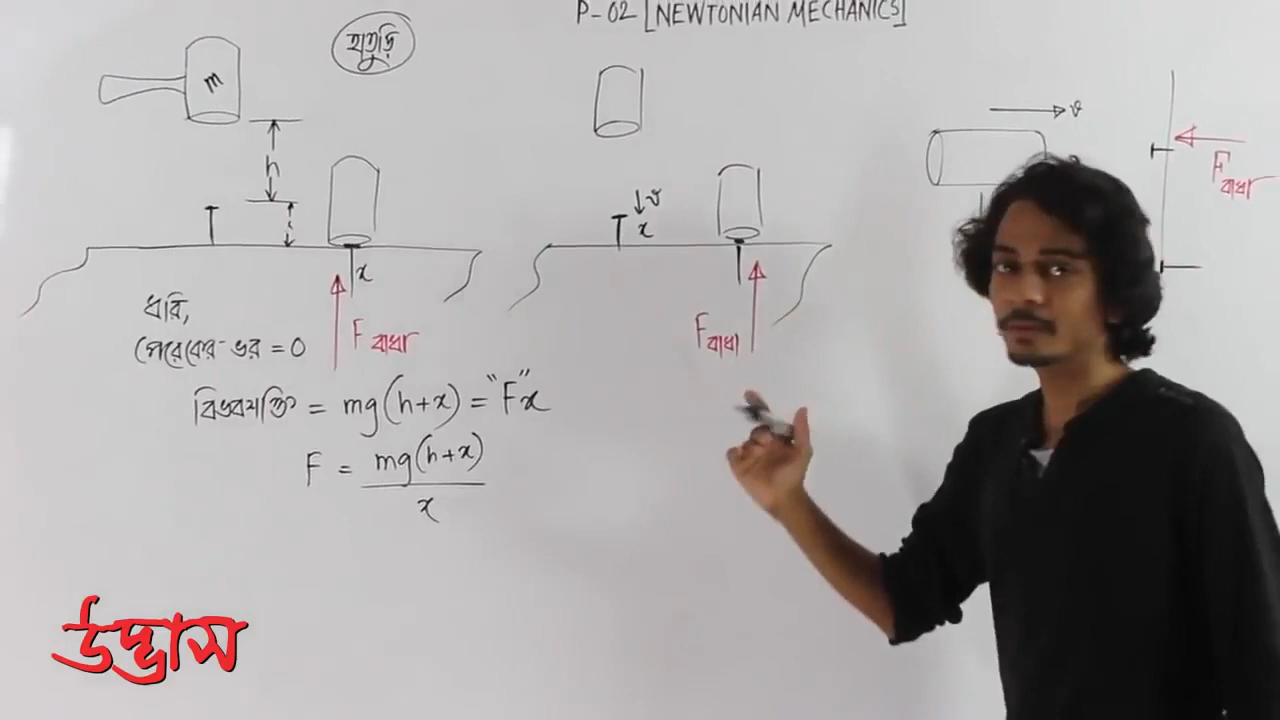 P-02 [NEWTONIAN MECHANICS]
হাতুড়ি
m
h
x
F বাধা
ধরি,
পেরেকের ভর = 0
বিভবশক্তি = mg(h+x) = "F"x
F = mg(h+x)/x
v
x
F বাধা
v
F বাধা
উদ্ভাস